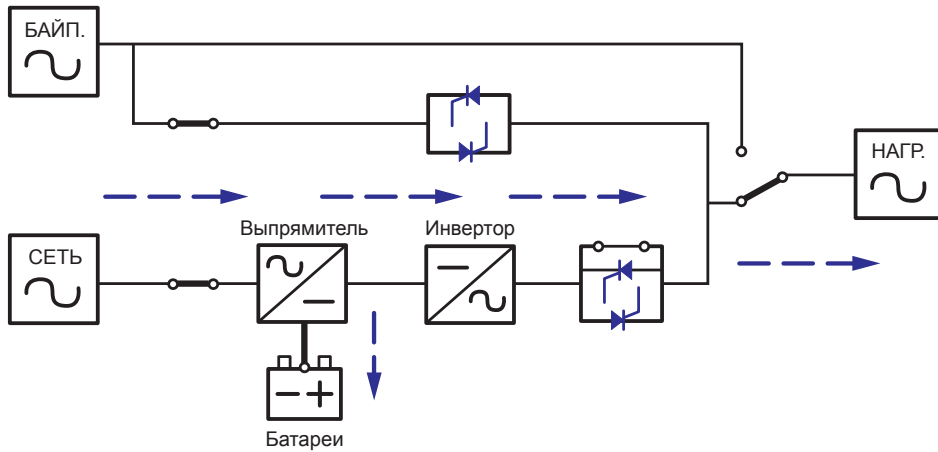 БАЙП.
НАГР.
Выпрямитель
Инвертор
СЕТЬ
Батареи